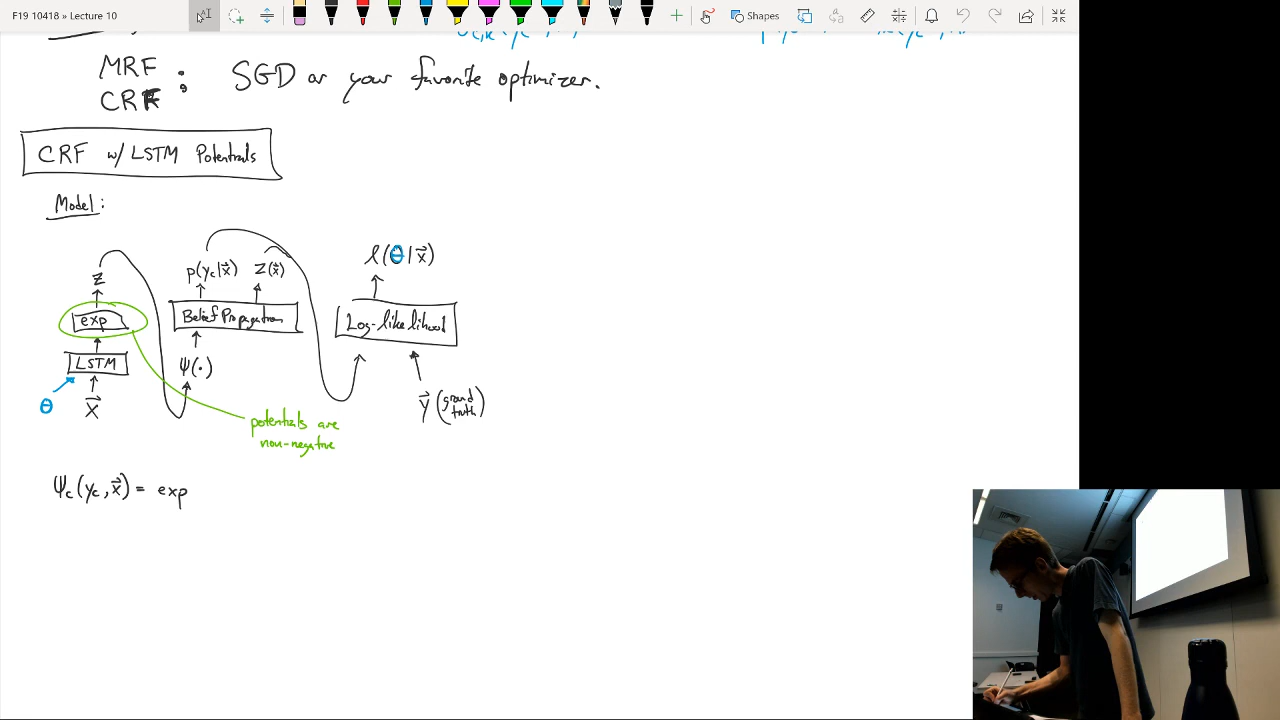 F19 10418 » Lecture 10
Shapes
MRF
CRF : SGD or your favorite optimizer.
CRF w/ LSTM Potentials
Model:
z
exp
LSTM
θ
x⃗
p(yc|x⃗) Z(x⃗)
Belief Propagation
ψ(·)
ℓ(θ|x⃗)
Log-likelihood
y⃗ (ground truth)
potentials are
non-negative
ψc(yc, x⃗) = exp